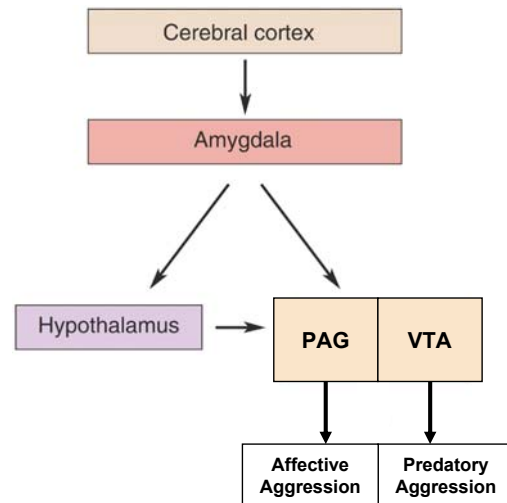 Cerebral cortex
Amygdala
Hypothalamus
PAG
VTA
Affective
Aggression
Predatory
Aggression